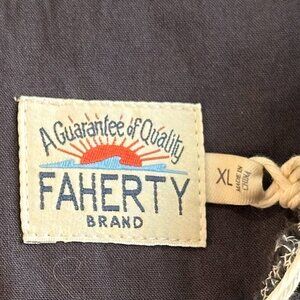 A Guarantee of Quality
FAHERTY
BRAND
XL
MADE IN
CHINA